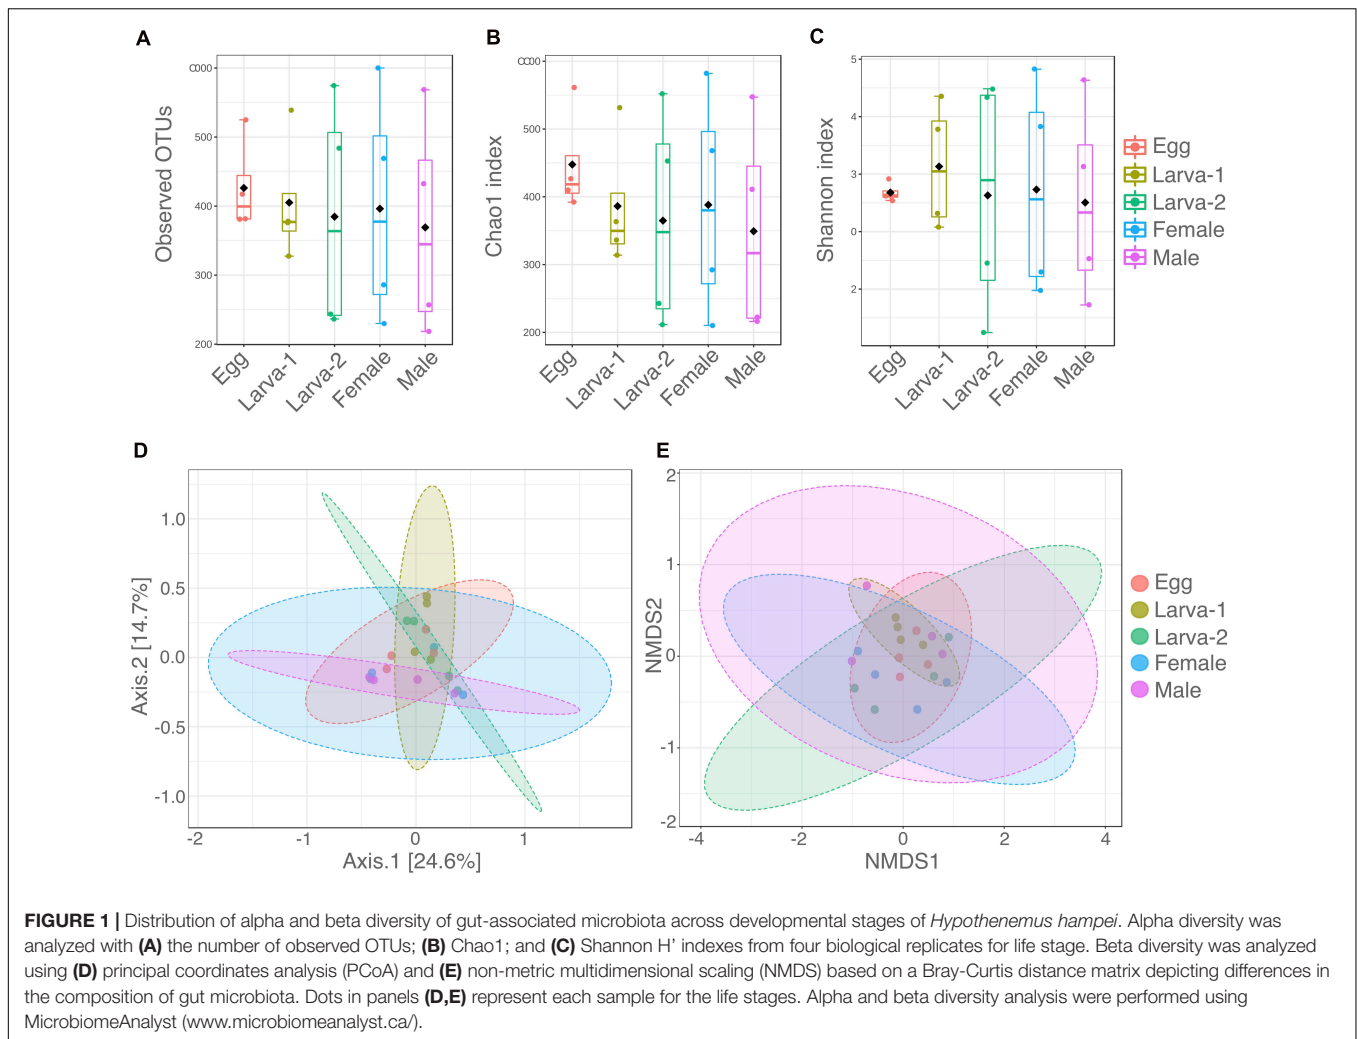 A
B
C
Observed OTUs
0000
500
400
300
200
Egg
Larva-1
Larva-2
Female
Male
Chao1 index
0000
500
400
300
200
Egg
Larva-1
Larva-2
Female
Male
Shannon index
5
4
3
0
2
Egg
Larva-1
Larva-2
Female
Male
Egg
Larva-1
Larva-2
Female
Male
D
E
Axis.2 [14.7%]
1.0
0.5
0.0
-0.5
-1.0
-2
-1
0
1
Axis.1 [24.6%]
NMDS2
2
1
0
-1
-2
-4
-2
0
2
4
NMDS1
Egg
Larva-1
Larva-2
Female
Male
FIGURE 1 | Distribution of alpha and beta diversity of gut-associated microbiota across developmental stages of Hypothenemus hampei. Alpha diversity was
analyzed with (A) the number of observed OTUs; (B) Chao1; and (C) Shannon H' indexes from four biological replicates for life stage. Beta diversity was analyzed
using (D) principal coordinates analysis (PCoA) and (E) non-metric multidimensional scaling (NMDS) based on a Bray-Curtis distance matrix depicting differences in
the composition of gut microbiota. Dots in panels (D,E) represent each sample for the life stages. Alpha and beta diversity analysis were performed using
MicrobiomeAnalyst (www.microbiomeanalyst.ca/).